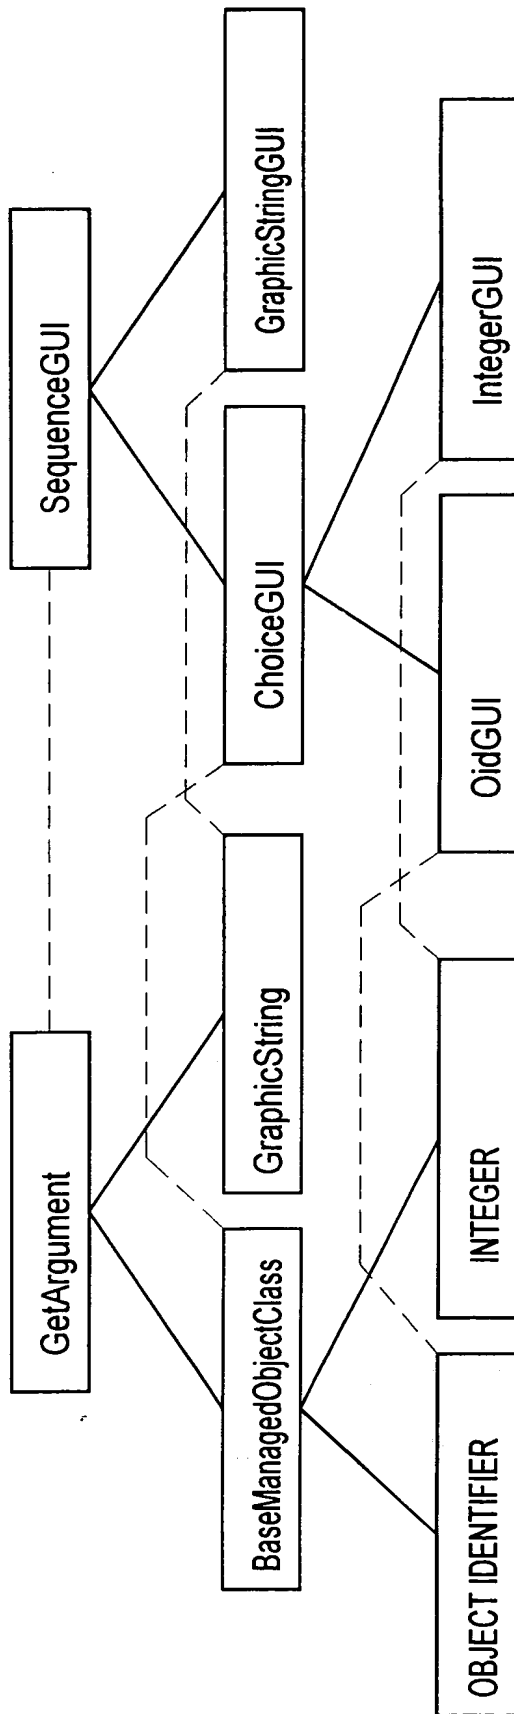 GetArgument
SequenceGUI
BaseManagedObjectClass
GraphicString
ChoiceGUI
GraphicStringGUI
OBJECT IDENTIFIER
INTEGER
OidGUI
IntegerGUI